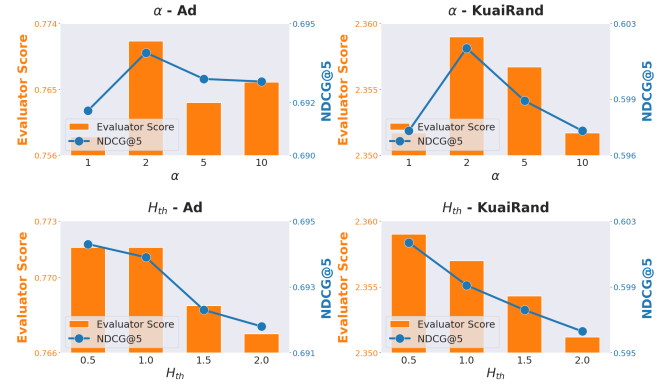 α - Ad
α - KuaiRand
Evaluator Score
0.774
0.765
0.756
0.695
0.692
0.690
NDCG@5
Evaluator Score
NDCG@5
1 2 5 10
α
Evaluator Score
2.360
2.355
2.350
0.603
0.599
0.596
NDCG@5
Evaluator Score
NDCG@5
1 2 5 10
α
H_th - Ad
H_th - KuaiRand
Evaluator Score
0.773
0.770
0.766
0.695
0.693
0.691
NDCG@5
Evaluator Score
NDCG@5
0.5 1.0 1.5 2.0
H_th
Evaluator Score
2.360
2.355
2.350
0.603
0.599
0.595
NDCG@5
Evaluator Score
NDCG@5
0.5 1.0 1.5 2.0
H_th